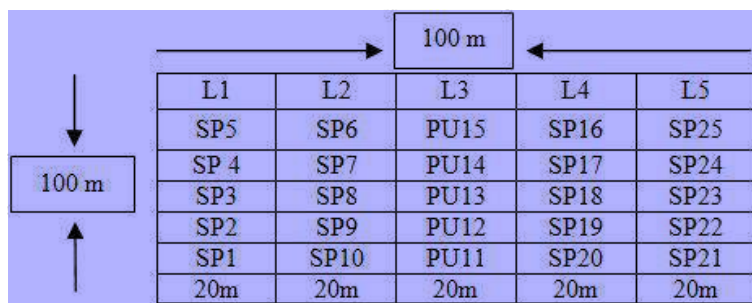 100 m
L1 L2 L3 L4 L5
SP5 SP6 PU15 SP16 SP25
SP 4 SP7 PU14 SP17 SP24
100 m
SP3 SP8 PU13 SP18 SP23
SP2 SP9 PU12 SP19 SP22
SP1 SP10 PU11 SP20 SP21
20m 20m 20m 20m 20m